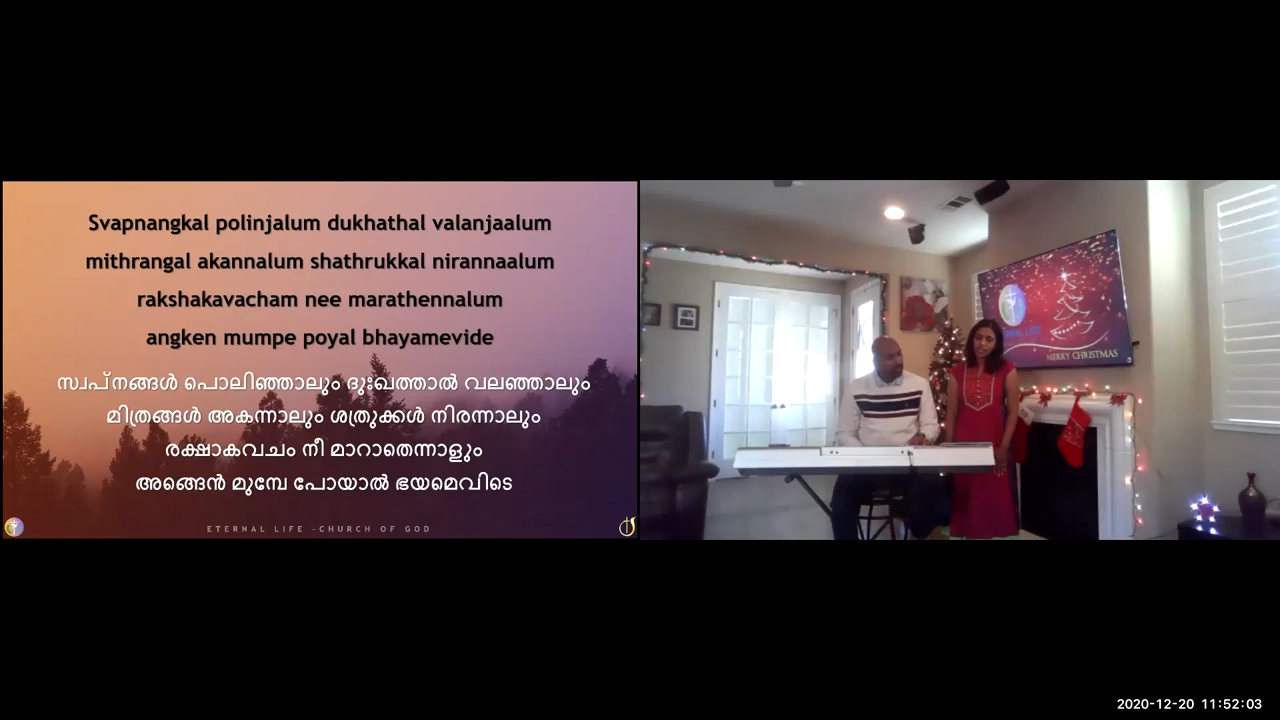 Svapnangkal polinjalum dukhathal valanjaalum
mithrangal akannalum shathrukkal nirannaalum
rakshakavacham nee marathennalum
angken mumpe poyal bhayamevide
സ്വപ്നങ്ങൾ പൊലിഞ്ഞാലും ദുഃഖത്താൽ വലഞ്ഞാലും
മിത്രങ്ങൾ അകന്നാലും ശത്രുക്കൾ നിരന്നാലും
രക്ഷാകവചം നീ മാറാതെന്നാളും
അങ്ങെൻ മുമ്പേ പോയാൽ ഭയമെവിടെ
ETERNAL LIFE -CHURCH OF GOD
ETERNAL LIFE
MERRY CHRISTMAS
2020-12-20 11:52:03